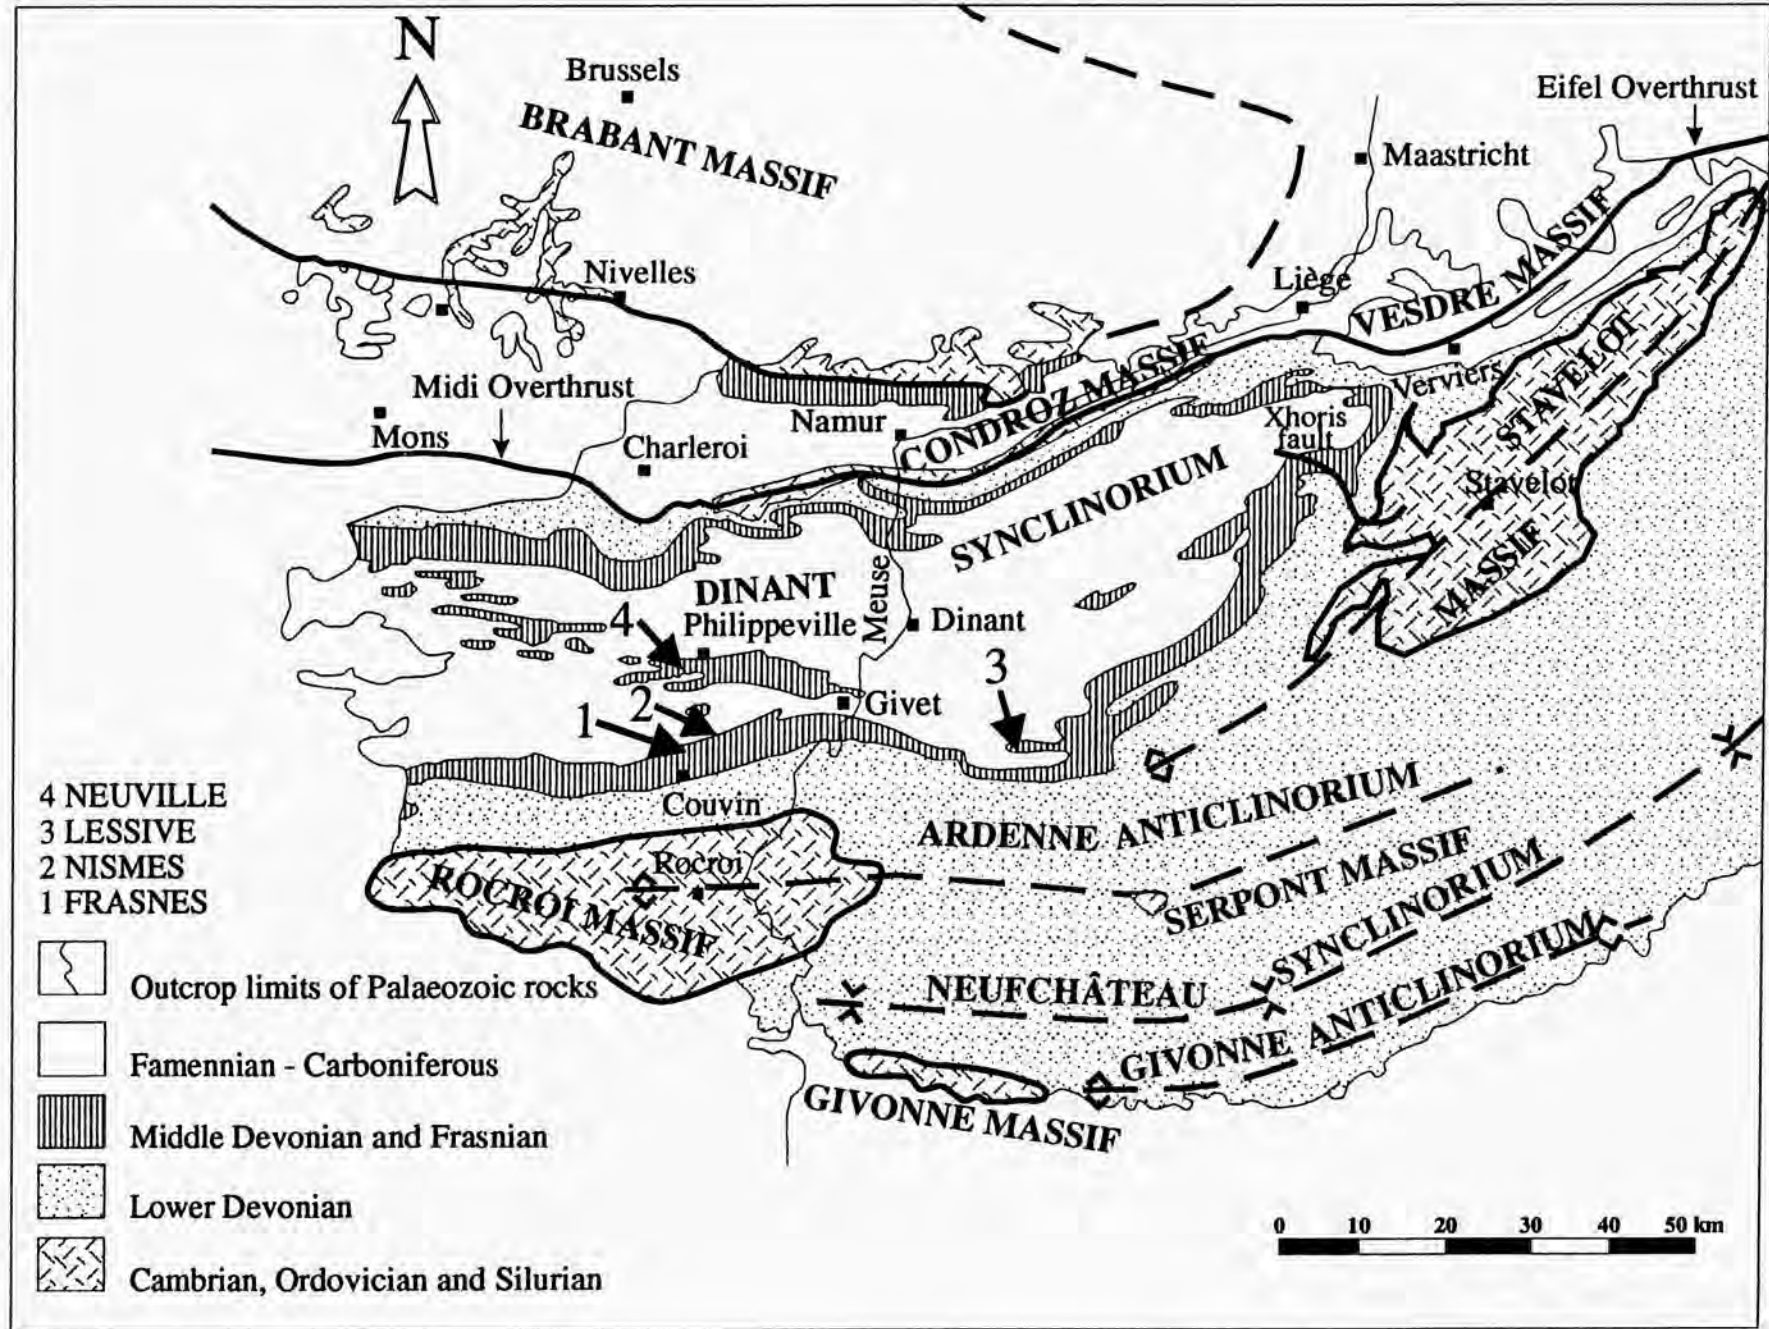 N
Brussels
BRABANT MASSIF
Eifel Overthrust
Maastricht
Nivelles
Liège
VESDRE MASSIF
Midi Overthrust
Mons
Charleroi
Namur
CONDROZ MASSIF
Verviers
Xhoris
fault
STAVELOT
Stavelot
MASSIF
SYNCLINORIUM
DINANT
Philippeville
Meuse
Dinant
4
3
2
1
Givet
Couvin
4 NEUVILLE
3 LESSIVE
2 NISMES
1 FRASNES
ARDENNE ANTICLINORIUM
Rocroi
ROCROI MASSIF
SERPONT MASSIF
NEUFCHÂTEAU
SYNCLINORIUM
GIVONNE ANTICLINORIUM
GIVONNE MASSIF
Outcrop limits of Palaeozoic rocks
Famennian - Carboniferous
Middle Devonian and Frasnian
Lower Devonian
Cambrian, Ordovician and Silurian
0 10 20 30 40 50 km